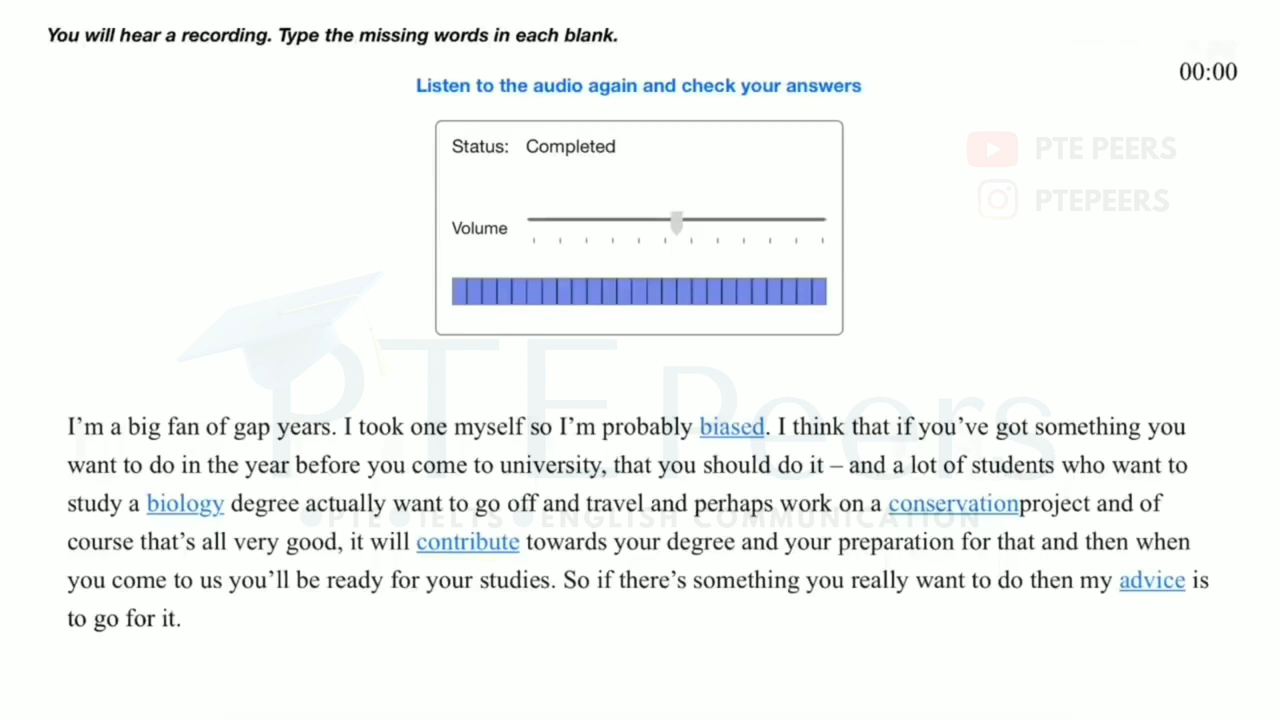 You will hear a recording. Type the missing words in each blank.
00:00
Listen to the audio again and check your answers
Status: Completed
PTE PEERS
PTEPEERS
Volume
PTE Peers
I’m a big fan of gap years. I took one myself so I’m probably biased. I think that if you’ve got something you
want to do in the year before you come to university, that you should do it – and a lot of students who want to
study a biology degree actually want to go off and travel and perhaps work on a conservationproject and of
PTE IELTS ENGLISH COMMUNICATION
course that’s all very good, it will contribute towards your degree and your preparation for that and then when
you come to us you’ll be ready for your studies. So if there’s something you really want to do then my advice is
to go for it.